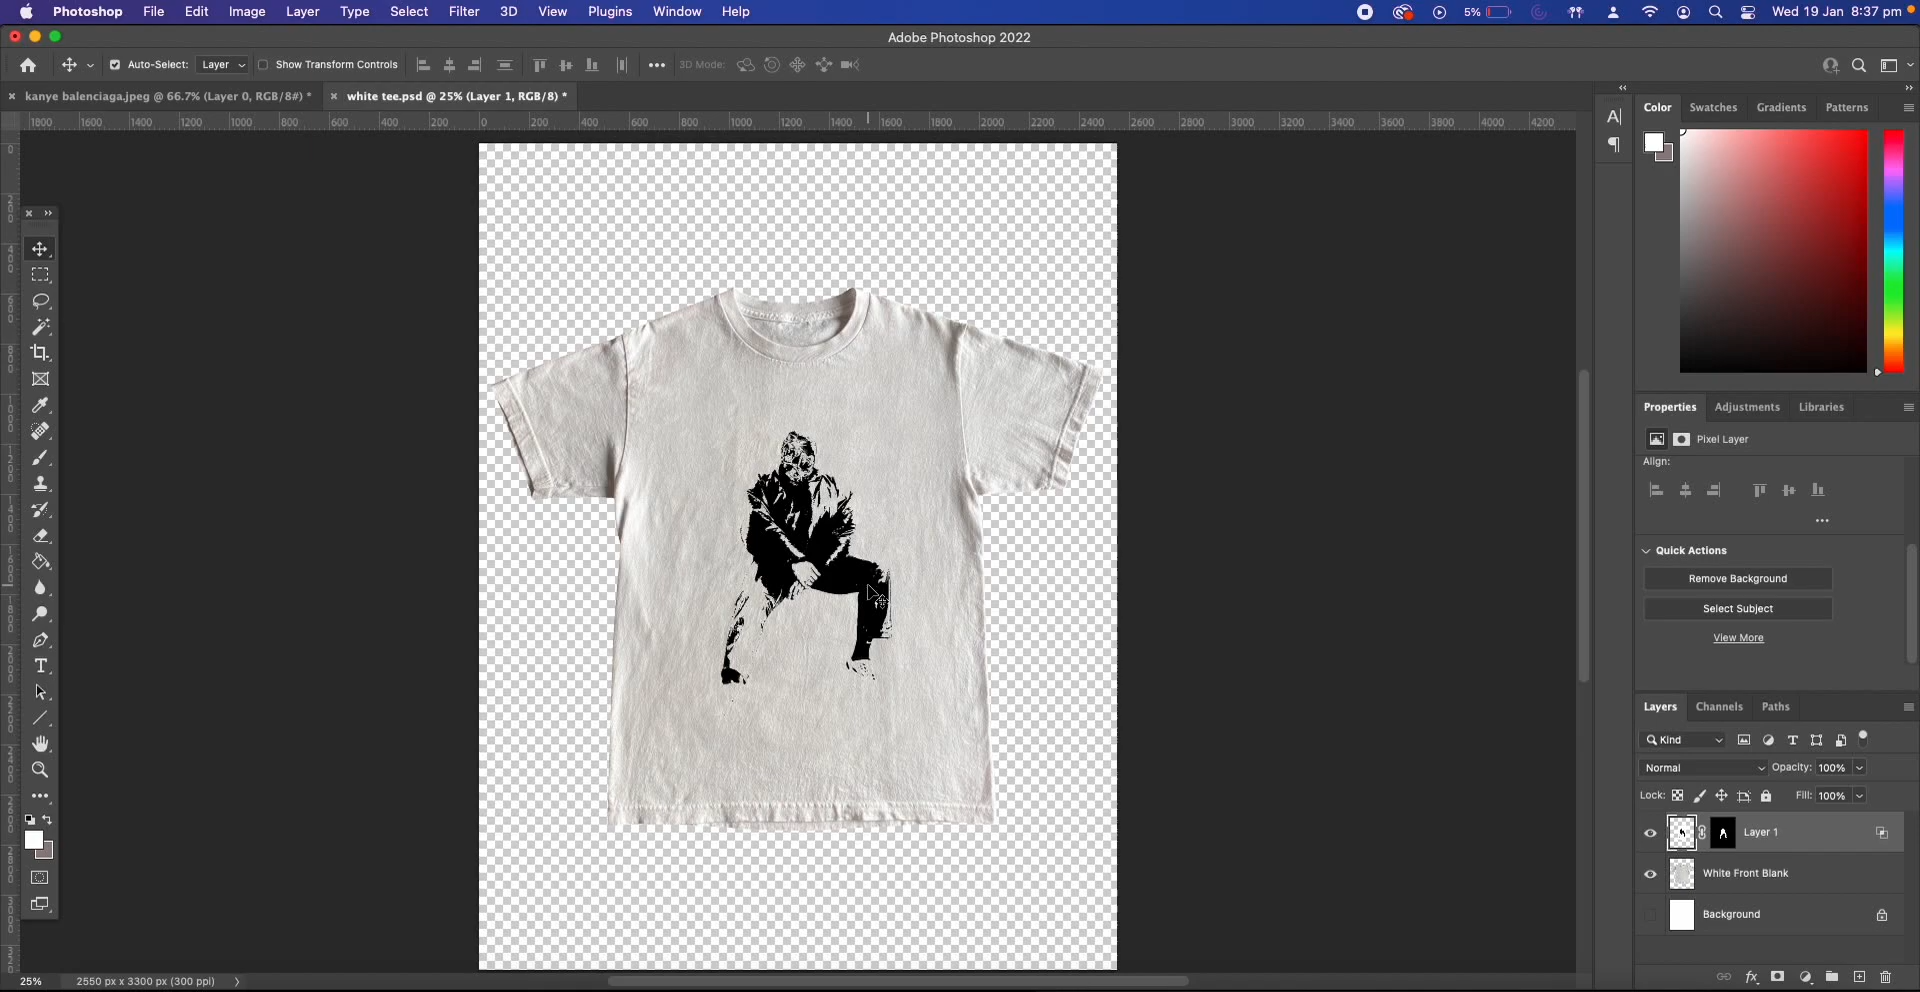 Photoshop File Edit Image Layer Type Select Filter 3D View Plugins Window Help 5% Wed 19 Jan 8:37 pm
Adobe Photoshop 2022
Auto-Select: Layer Show Transform Controls 3D Mode:
kanye balenciaga.jpeg @ 66.7% (Layer 0, RGB/8#) * white tee.psd @ 25% (Layer 1, RGB/8) *
1800 1600 1400 1200 1000 800 600 400 200 0 200 400 600 800 1000 1200 1400 1600 1800 2000 2200 2400 2600 2800 3000 3200 3400 3600 3800 4000 4200
Color Swatches Gradients Patterns
Properties Adjustments Libraries
Pixel Layer
Align:
Quick Actions
Remove Background
Select Subject
View More
Layers Channels Paths
Kind
Normal Opacity: 100%
Lock: Fill: 100%
Layer 1
White Front Blank
Background
25% 2550 px x 3300 px (300 ppi)